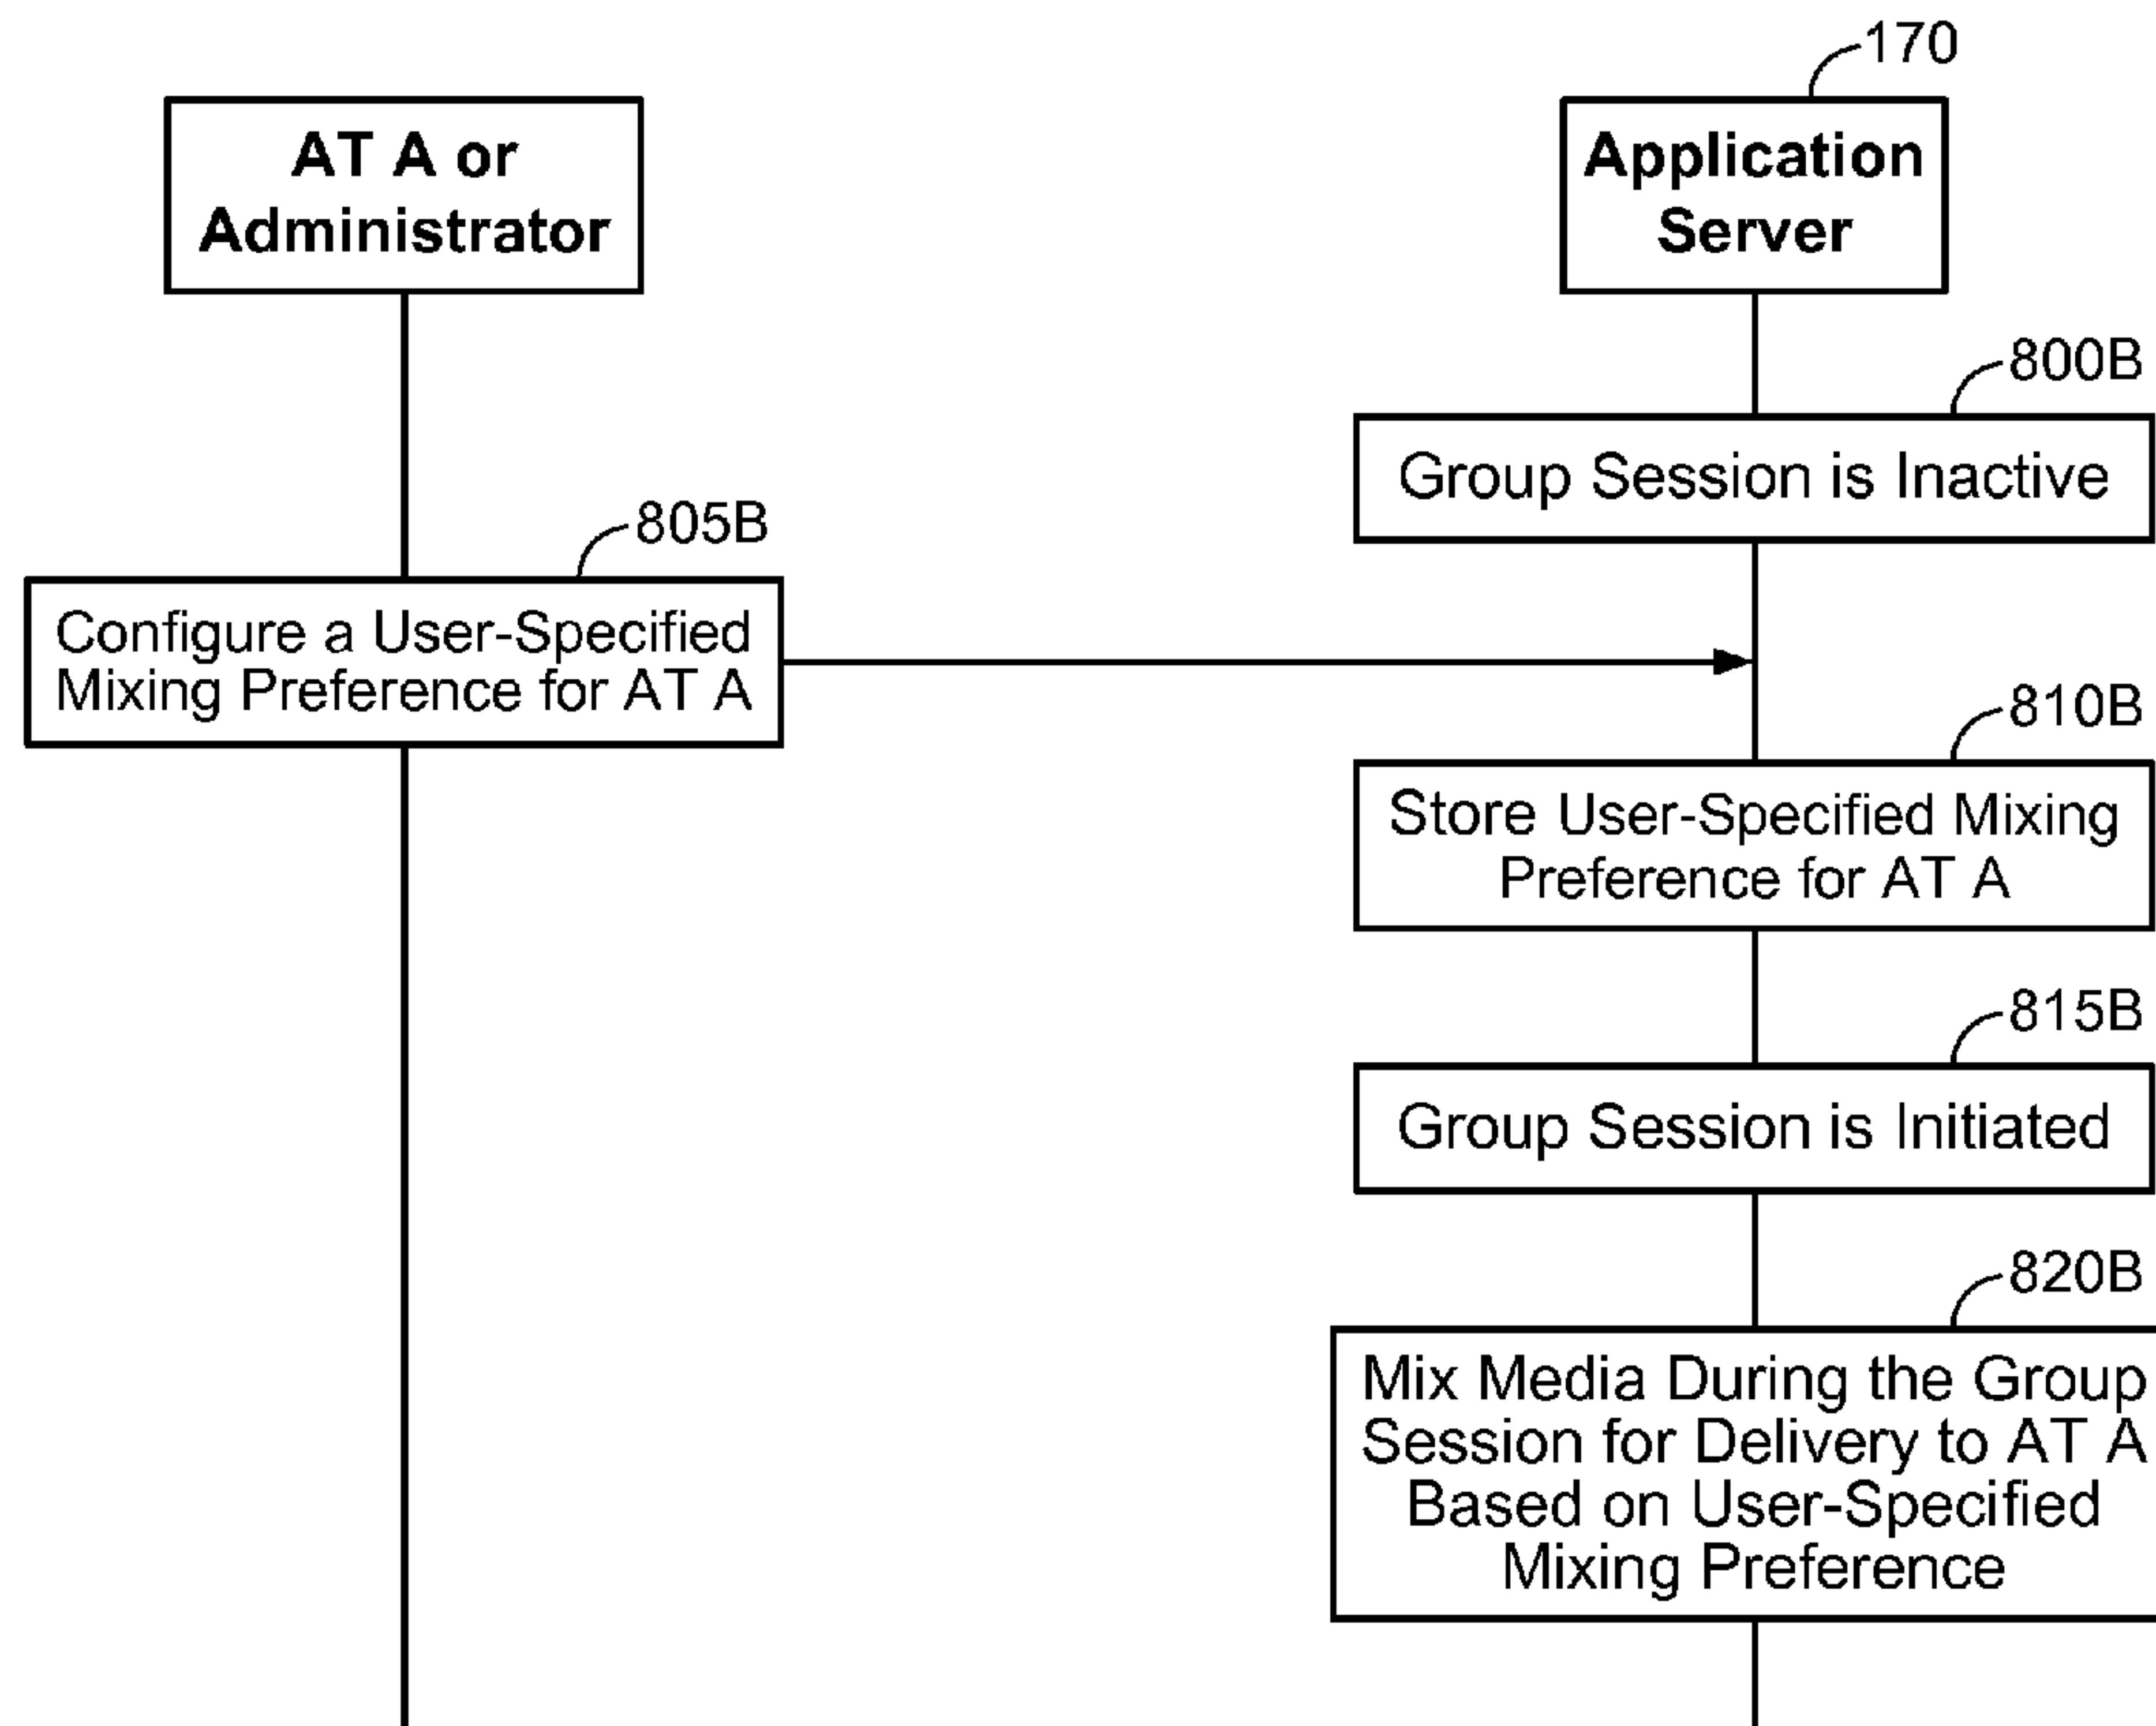 170
AT A or
Administrator
Application
Server
800B
Group Session is Inactive
805B
Configure a User-Specified
Mixing Preference for AT A
810B
Store User-Specified Mixing
Preference for AT A
815B
Group Session is Initiated
820B
Mix Media During the Group
Session for Delivery to AT A
Based on User-Specified
Mixing Preference